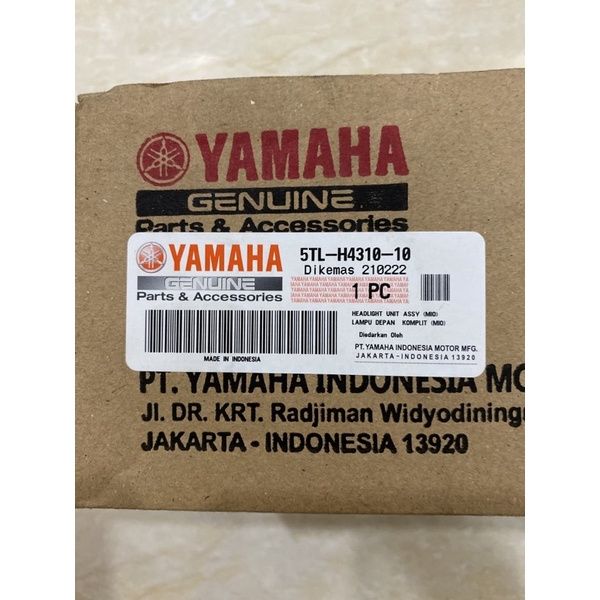 YAMAHA
GENUINE
Parts & Accessories
YAMAHA
GENUINE
Parts & Accessories
MADE IN INDONESIA
5TL-H4310-10
Dikemas 210222
1 PC
HEADLIGHT UNIT ASSY (MIO)
LAMPU DEPAN KOMPLIT (MIO)
Diedarkan Oleh
PT. YAMAHA INDONESIA MOTOR MFG.
JAKARTA-INDONESIA 13920
PT. YAMAHA INDONESIA MO
Jl. DR. KRT. Radjiman Widyodining
JAKARTA - INDONESIA 13920